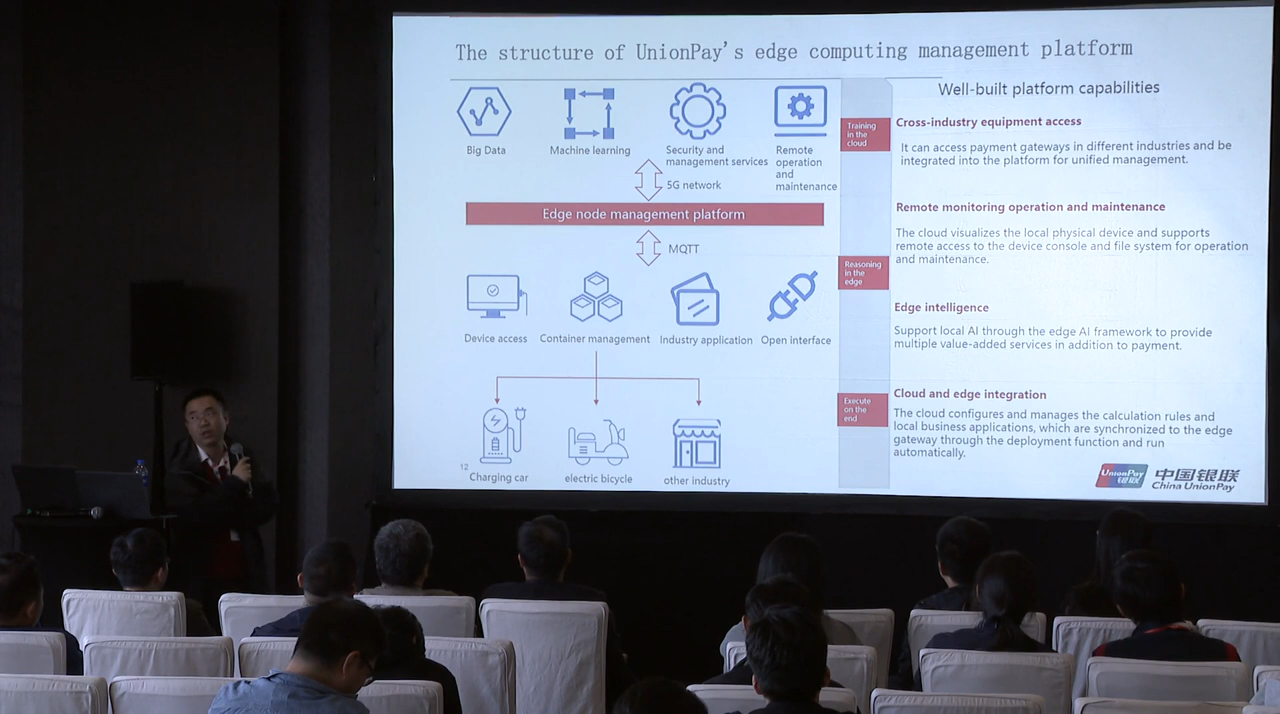 The structure of UnionPay's edge computing management platform
Big Data
Machine learning
Security and
management services
Remote
operation
and
maintenance
5G network
Edge node management platform
MQTT
Device access
Container management
Industry application
Open Interface
Charging car
electric bicycle
other industry
12
Training
in the
cloud
Reasoning
in the
edge
Execute
on the
end
Well-built platform capabilities
Cross-industry equipment access
It can access payment gateways in different industries and be
integrated into the platform for unified management.
Remote monitoring operation and maintenance
The cloud visualizes the local physical device and supports
remote access to the device console and file system for operation
and maintenance.
Edge intelligence
Support local AI through the edge AI framework to provide
multiple value-added services in addition to payment.
Cloud and edge integration
The cloud configures and manages the calculation rules and
local business applications, which are synchronized to the edge
gateway through the deployment function and run
automatically.
UnionPay
银联
中国银联
China UnionPay